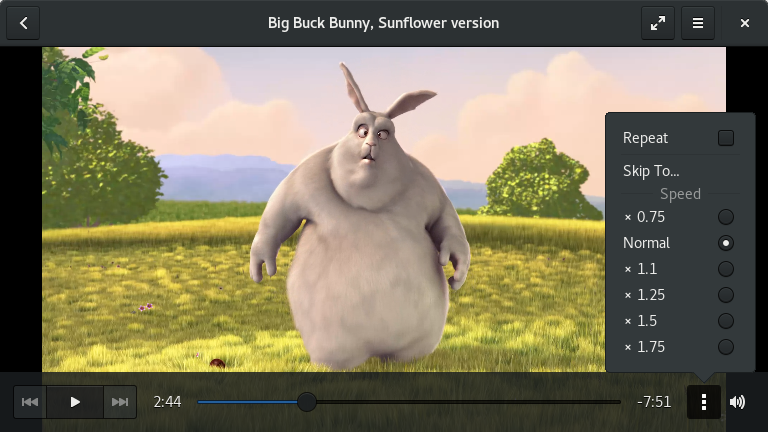 Big Buck Bunny, Sunflower version
Repeat
Skip To...
Speed
× 0.75
Normal
× 1.1
× 1.25
× 1.5
× 1.75
2:44
-7:51